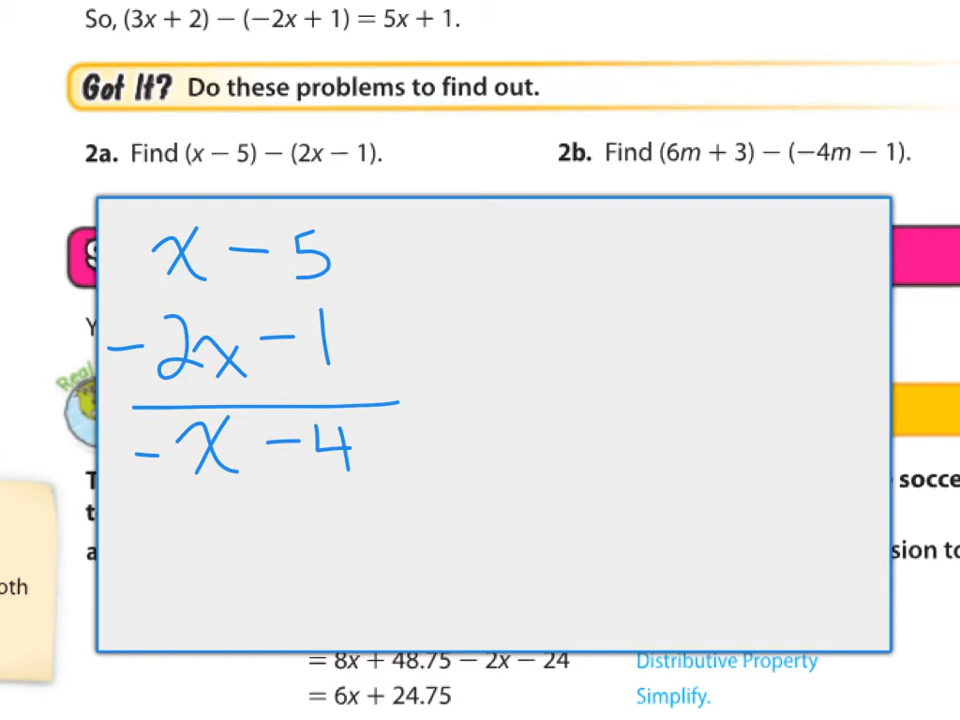 So, (3x + 2) − (−2x + 1) = 5x + 1.
Got It? Do these problems to find out.
2a. Find (x − 5) − (2x − 1).
2b. Find (6m + 3) − (−4m − 1).
x − 5
− 2x − 1
− x − 4
Real
socce
sion to
oth
= 8x + 48.75 − 2x − 24 Distributive Property
= 6x + 24.75 Simplify.